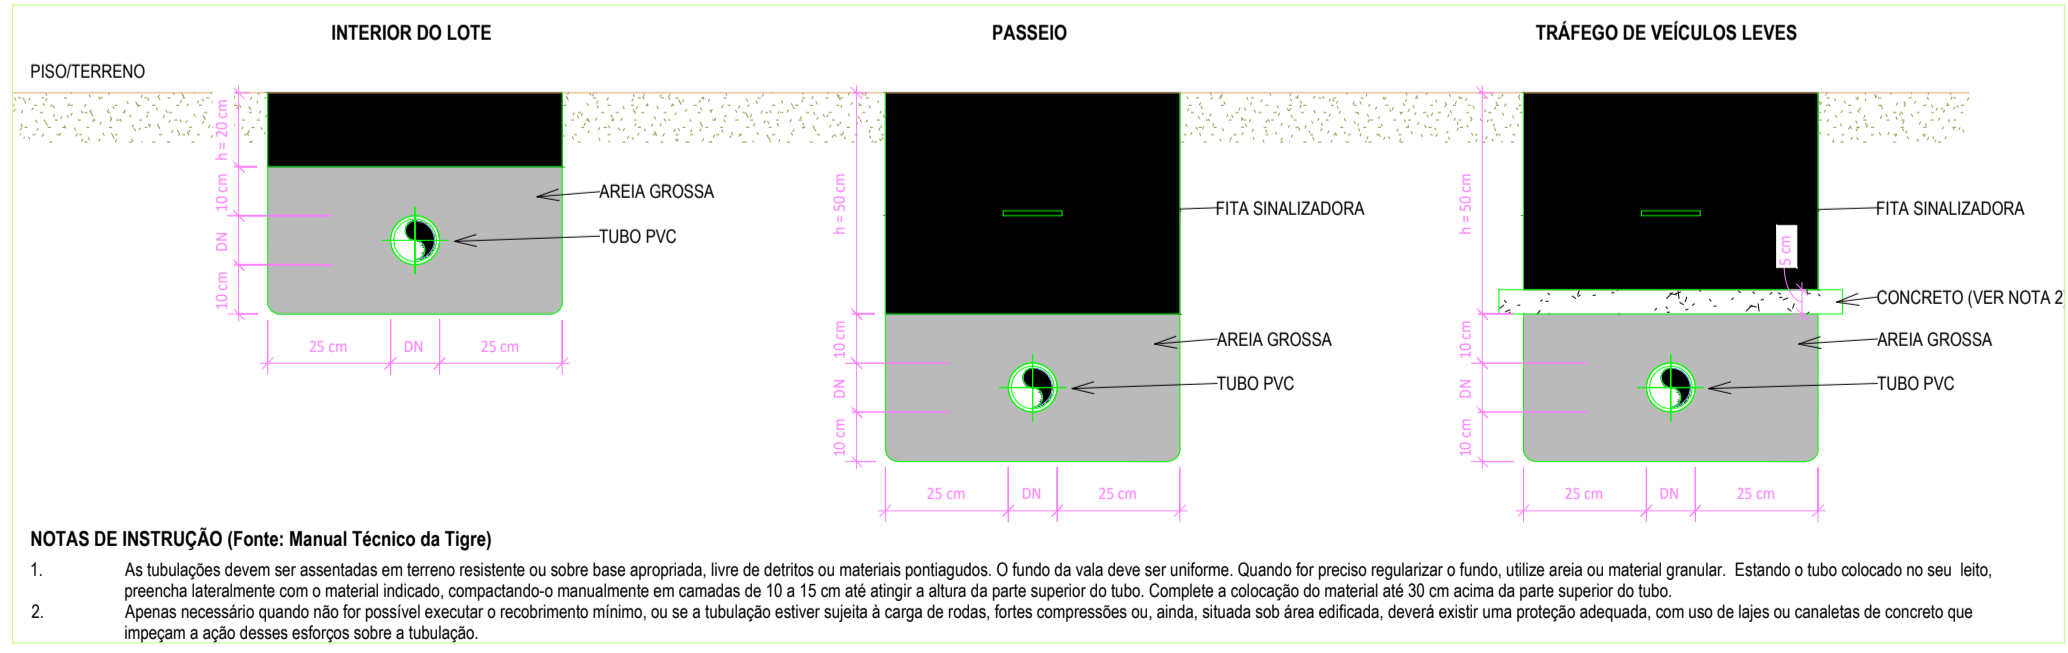 INTERIOR DO LOTE
PASSEIO
TRÁFEGO DE VEÍCULOS LEVES
PISO/TERRENO
h = 20 cm
10 cm
DN
10 cm
25 cm
DN
25 cm
AREIA GROSSA
TUBO PVC
h = 50 cm
10 cm
DN
10 cm
25 cm
DN
25 cm
FITA SINALIZADORA
AREIA GROSSA
TUBO PVC
h = 50 cm
10 cm
DN
10 cm
25 cm
DN
25 cm
5 cm
FITA SINALIZADORA
CONCRETO (VER NOTA 2
AREIA GROSSA
TUBO PVC
NOTAS DE INSTRUÇÃO (Fonte: Manual Técnico da Tigre)
1. As tubulações devem ser assentadas em terreno resistente ou sobre base apropriada, livre de detritos ou materiais pontiagudos. O fundo da vala deve ser uniforme. Quando for preciso regularizar o fundo, utilize areia ou material granular. Estando o tubo colocado no seu leito,
preencha lateralmente com o material indicado, compactando-o manualmente em camadas de 10 a 15 cm até atingir a altura da parte superior do tubo. Complete a colocação do material até 30 cm acima da parte superior do tubo.
2. Apenas necessário quando não for possível executar o recobrimento mínimo, ou se a tubulação estiver sujeita à carga de rodas, fortes compressões ou, ainda, situada sob área edificada, deverá existir uma proteção adequada, com uso de lajes ou canaletas de concreto que
impeçam a ação desses esforços sobre a tubulação.